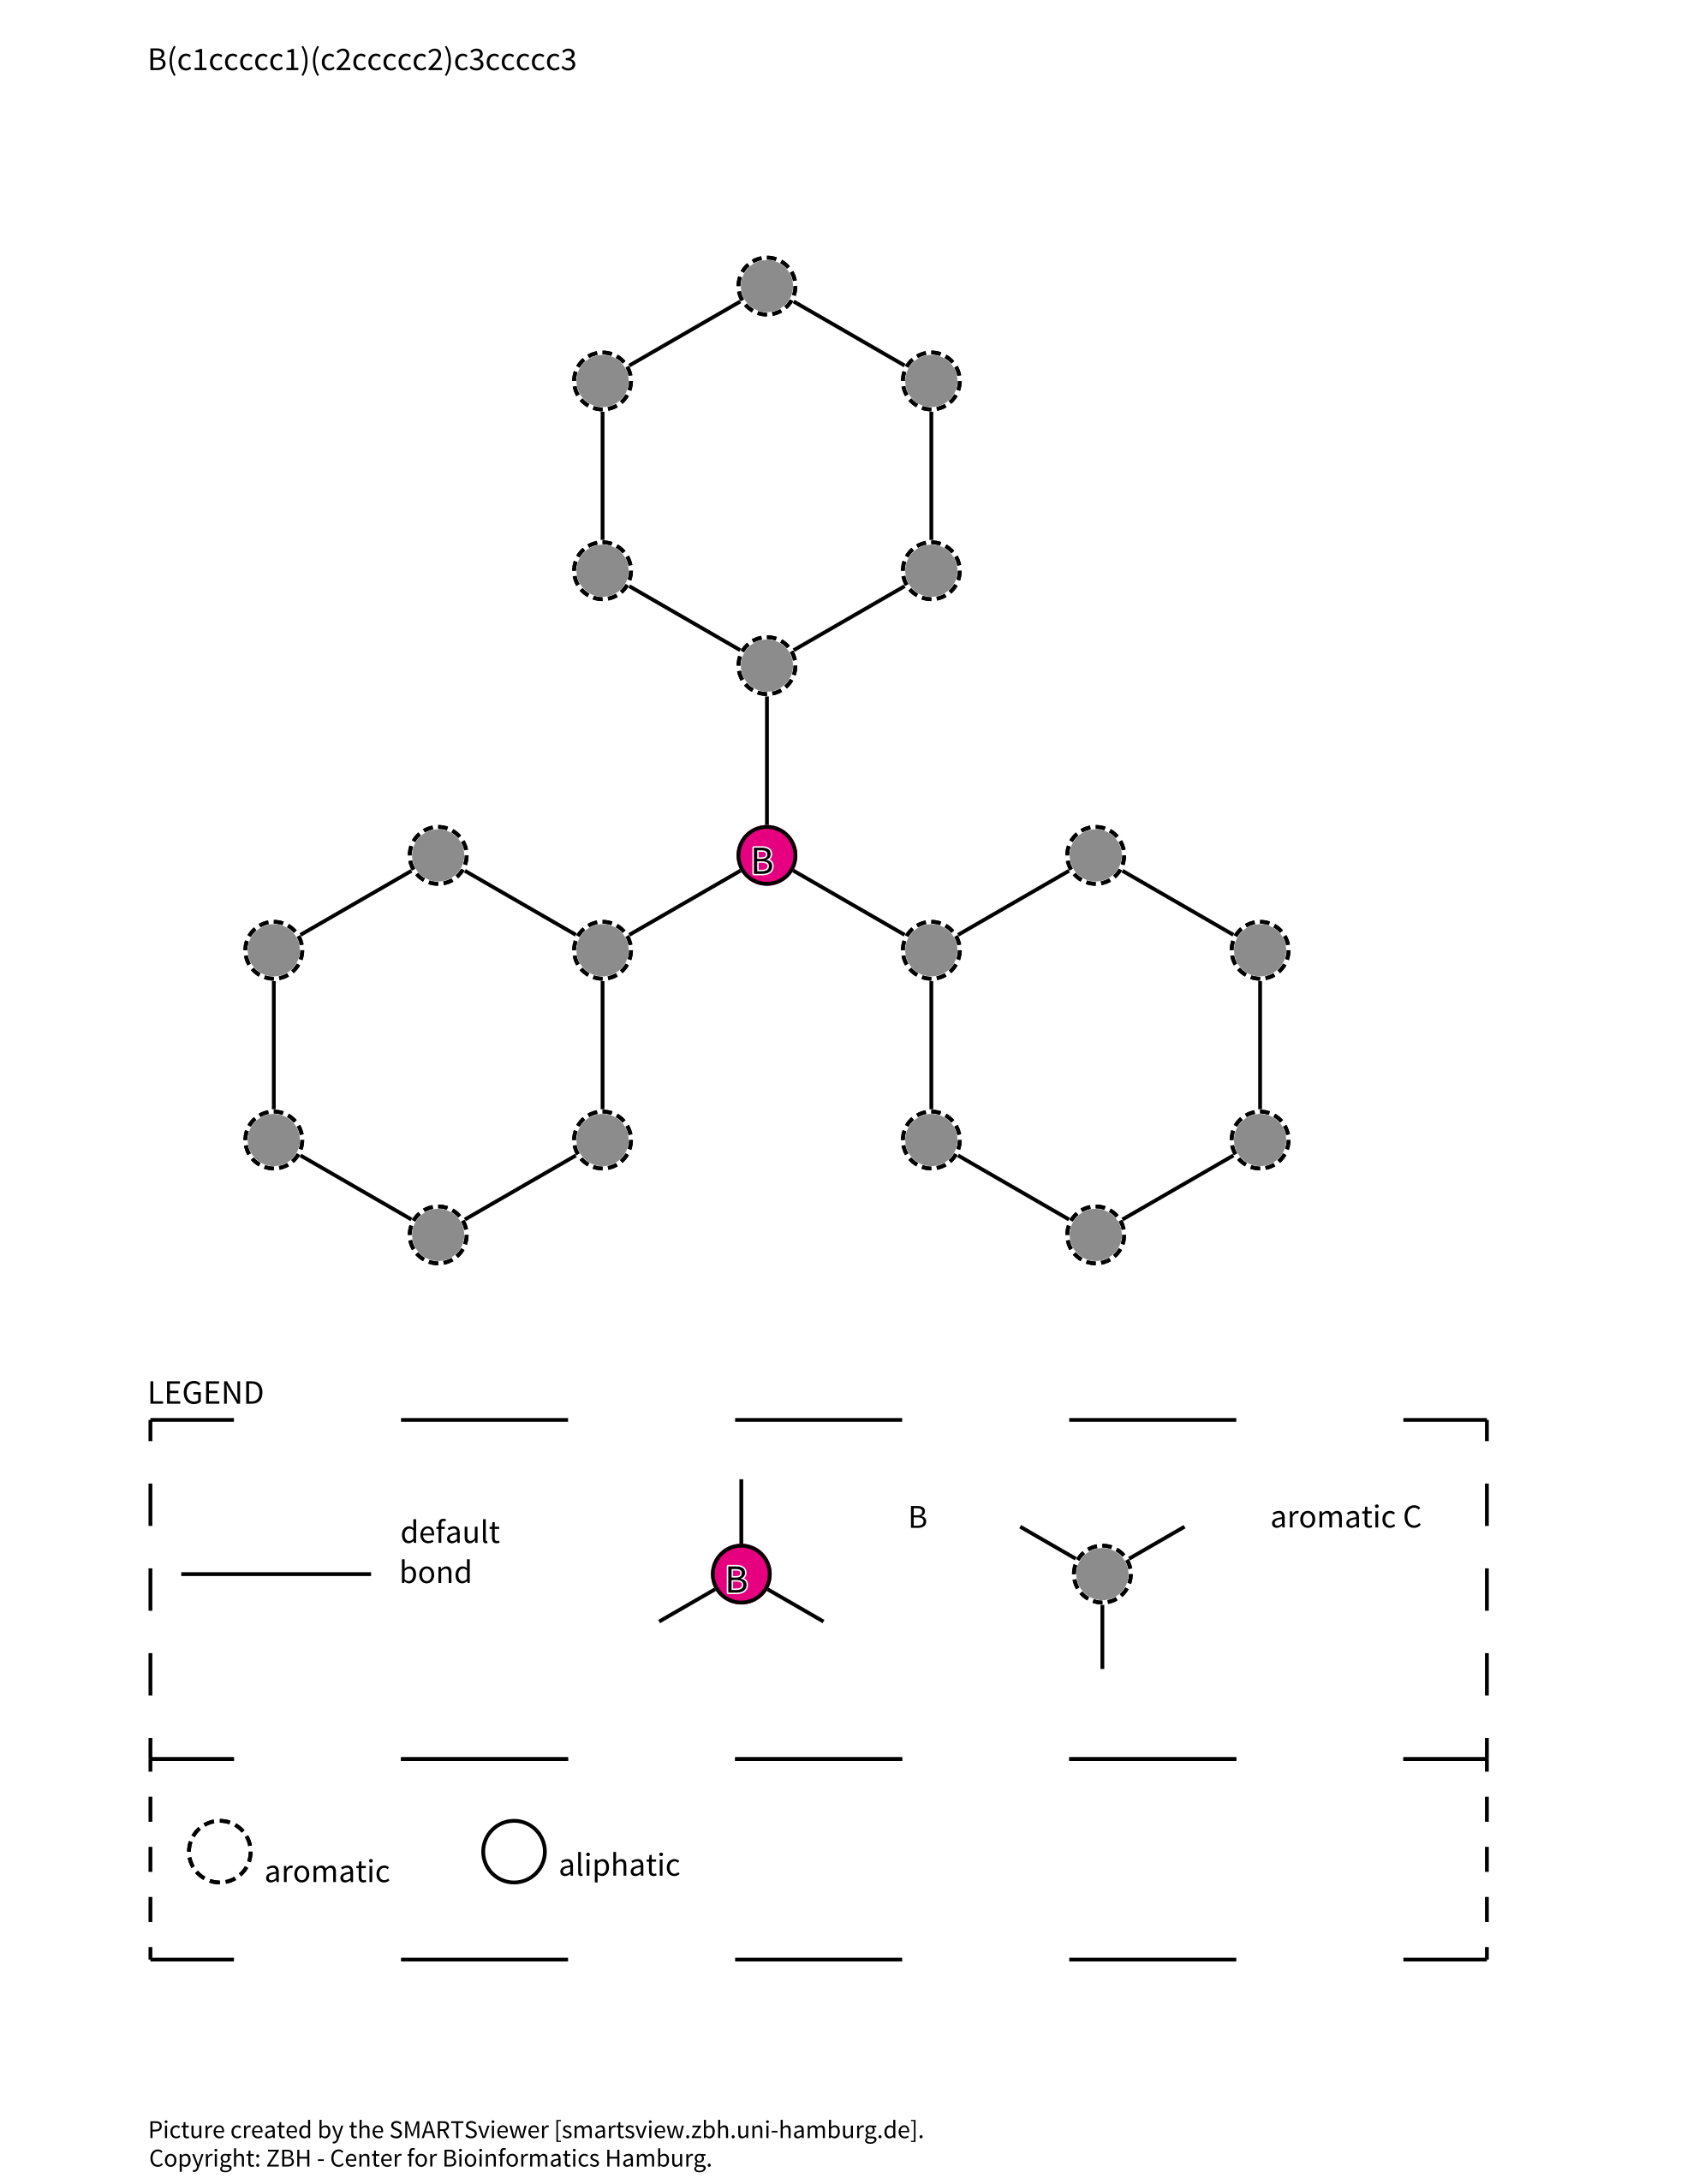 B(c1ccccc1)(c2ccccc2)c3ccccc3
B
LEGEND
default
bond
B
B
aromatic C
aromatic
aliphatic
Picture created by the SMARTSviewer [smartsview.zbh.uni-hamburg.de].
Copyright: ZBH - Center for Bioinformatics Hamburg.